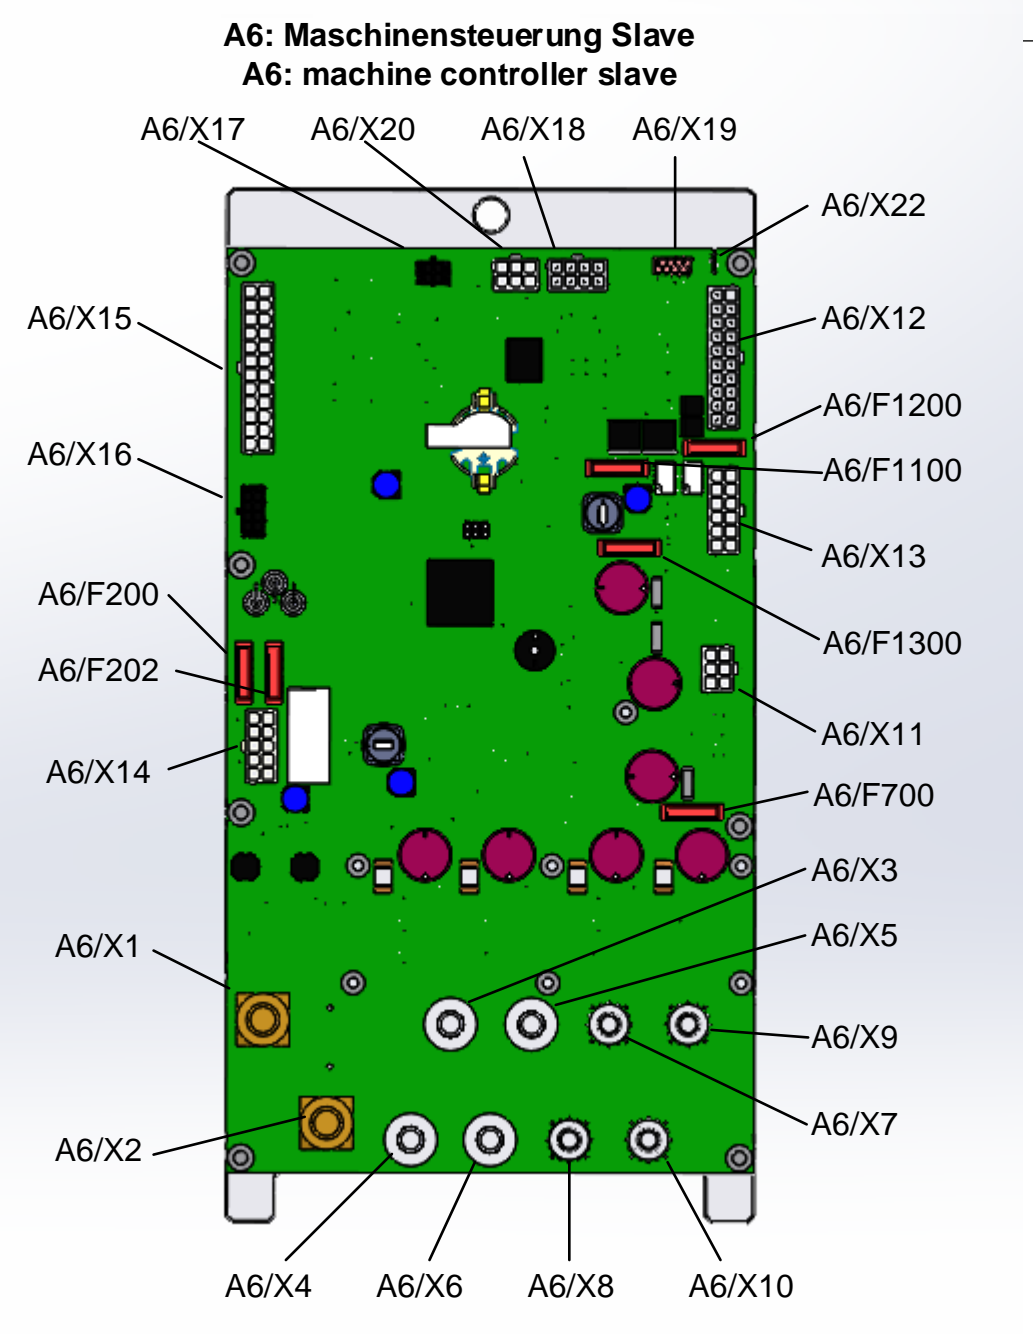 A6: Maschinensteuerung Slave
A6: machine controller slave
A6/X17 A6/X20 A6/X18 A6/X19
A6/X22
A6/X15 A6/X12
A6/F1200
A6/X16 A6/F1100
A6/X13
A6/F200
A6/F1300
A6/F202
A6/X11
A6/X14
A6/F700
A6/X3
A6/X1 A6/X5
A6/X9
A6/X7
A6/X2
A6/X4 A6/X6 A6/X8 A6/X10